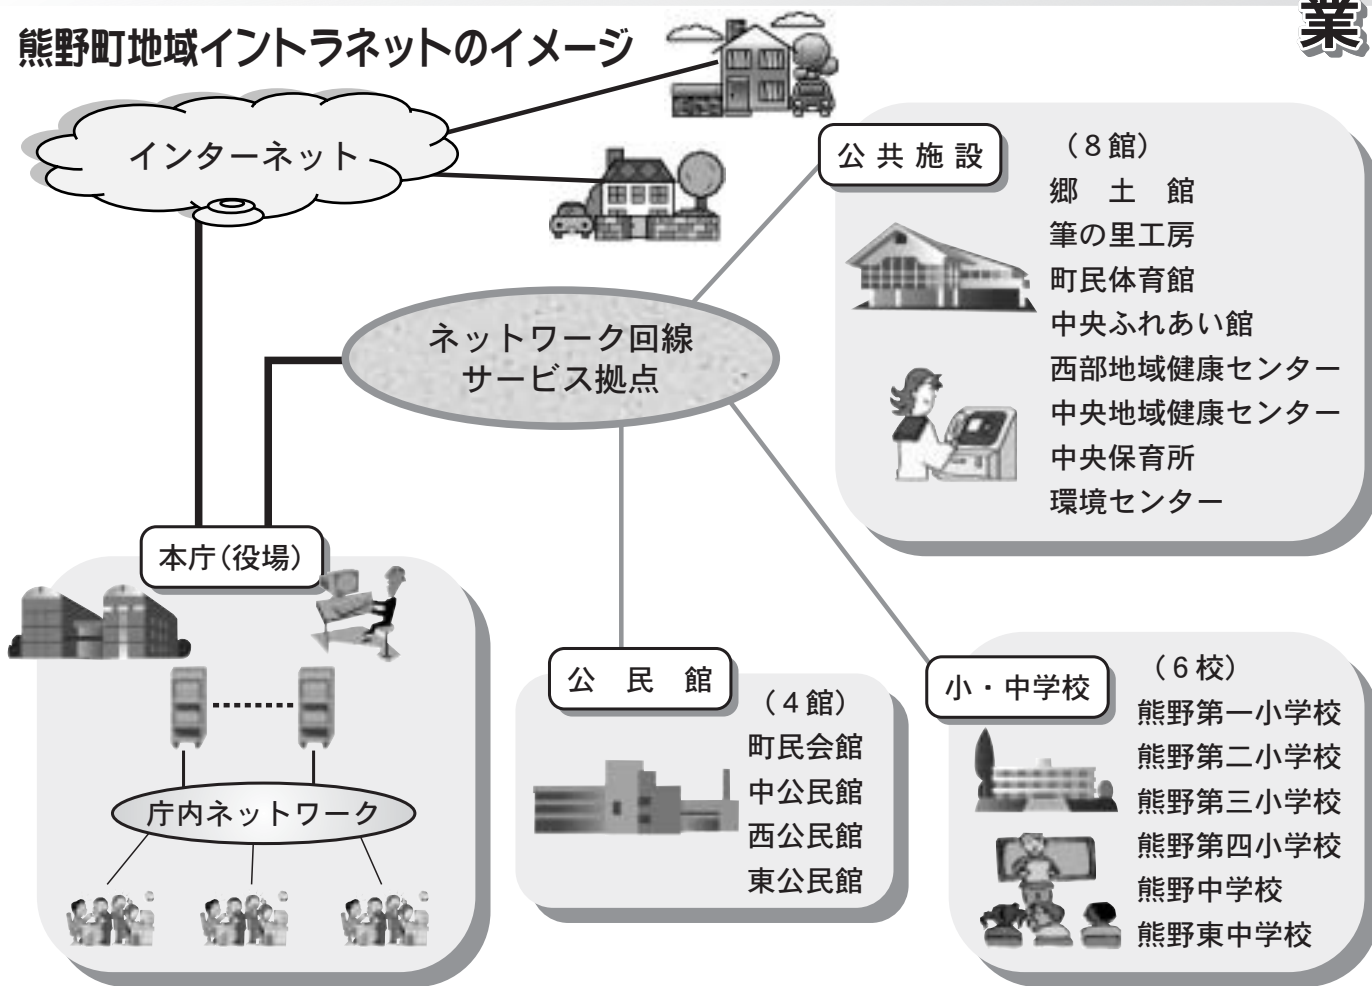 業
熊野町地域イントラネットのイメージ
インターネット
ネットワーク回線
サービス拠点
公共施設
（８館）
郷土館
筆の里工房
町民体育館
中央ふれあい館
西部地域健康センター
中央地域健康センター
中央保育所
環境センター
本庁（役場）
庁内ネットワーク
公民館
（４館）
町民会館
中公民館
西公民館
東公民館
小・中学校
（６校）
熊野第一小学校
熊野第二小学校
熊野第三小学校
熊野第四小学校
熊野中学校
熊野東中学校